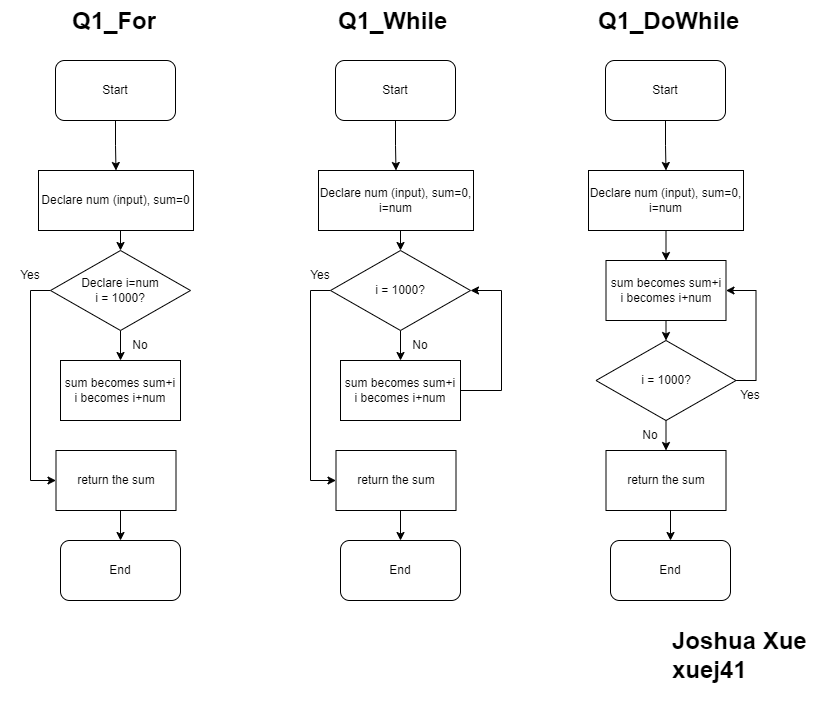 Q1_For
Start
Declare num (input), sum=0
Yes
Declare i=num
i = 1000?
No
sum becomes sum+i
i becomes i+num
return the sum
End
Q1_While
Start
Declare num (input), sum=0,
i=num
Yes
i = 1000?
No
sum becomes sum+i
i becomes i+num
return the sum
End
Q1_DoWhile
Start
Declare num (input), sum=0,
i=num
sum becomes sum+i
i becomes i+num
i = 1000?
Yes
No
return the sum
End
Joshua Xue
xuej41